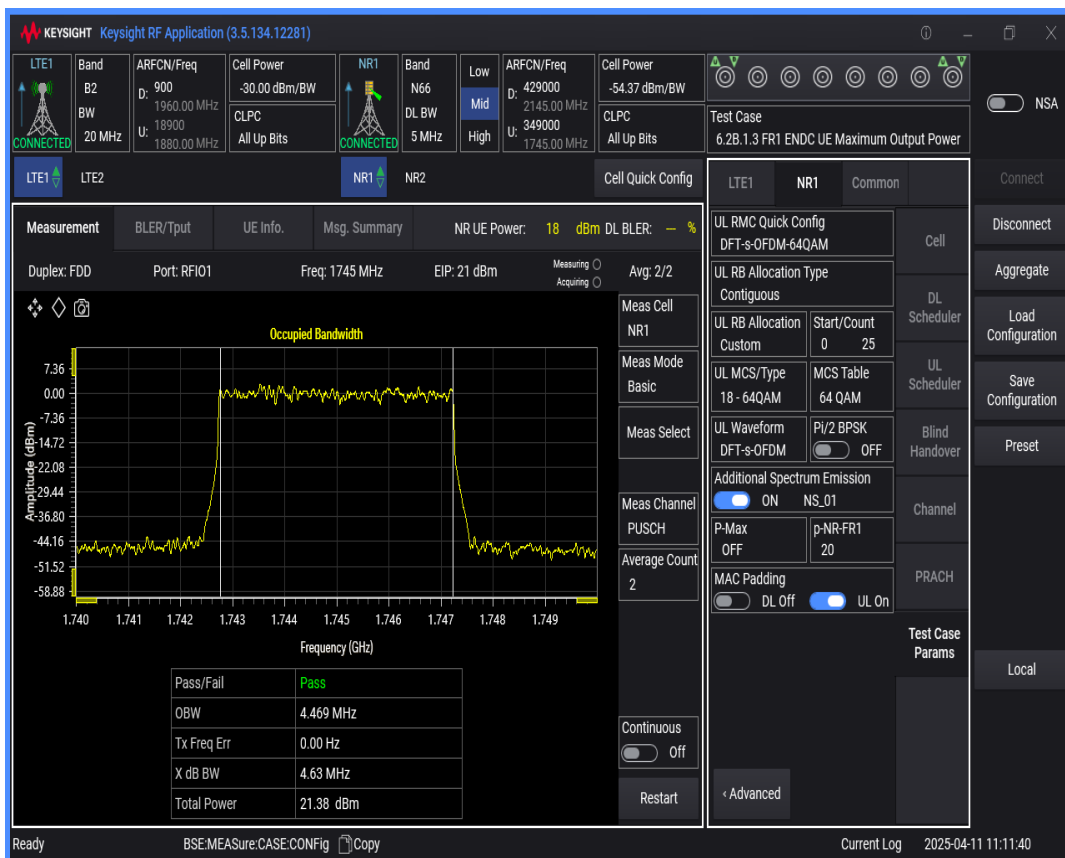 KEYSIGHT Keysight RF Application (3.5.134.12281)
LTE1
CONNECTED
Band
B2
BW
20 MHz
ARFCN/Freq
D: 900
1960.00 MHz
U: 18900
1880.00 MHz
Cell Power
-30.00 dBm/BW
CLPC
All Up Bits
NR1
CONNECTED
Band
N66
DL BW
5 MHz
Low
Mid
High
ARFCN/Freq
D: 429000
2145.00 MHz
U: 349000
1745.00 MHz
Cell Power
-54.37 dBm/BW
CLPC
All Up Bits
Test Case
6.2B.1.3 FR1 ENDC UE Maximum Output Power
NSA
LTE1 LTE2 NR1 NR2 Cell Quick Config
Measurement BLER/Tput UE Info. Msg. Summary NR UE Power: 18 dBm DL BLER: — %
Duplex: FDD Port: RFIO1 Freq: 1745 MHz EIP: 21 dBm Measuring Acquiring Avg: 2/2
Occupied Bandwidth
Amplitude (dBm)
7.36
0.00
-7.36
-14.72
-22.08
-29.44
-36.80
-44.16
-51.52
-58.88
1.740 1.741 1.742 1.743 1.744 1.745 1.746 1.747 1.748 1.749
Frequency (GHz)
Pass/Fail Pass
OBW 4.469 MHz
Tx Freq Err 0.00 Hz
X dB BW 4.63 MHz
Total Power 21.38 dBm
Meas Cell
NR1
Meas Mode
Basic
Meas Select
Meas Channel
PUSCH
Average Count
2
Continuous
Off
Restart
LTE1 NR1 Common
UL RMC Quick Config
DFT-s-OFDM-64QAM
UL RB Allocation Type
Contiguous
UL RB Allocation
Custom
Start/Count
0 25
UL MCS/Type
18 - 64QAM
MCS Table
64 QAM
UL Waveform
DFT-s-OFDM
Pi/2 BPSK
OFF
Additional Spectrum Emission
ON NS_01
P-Max
OFF
p-NR-FR1
20
MAC Padding
DL Off UL On
‹ Advanced
Cell
DL
Scheduler
UL
Scheduler
Blind
Handover
Channel
PRACH
Test Case
Params
Connect
Disconnect
Aggregate
Load
Configuration
Save
Configuration
Preset
Local
Ready BSE:MEASure:CASE:CONFig Copy Current Log 2025-04-11 11:11:40